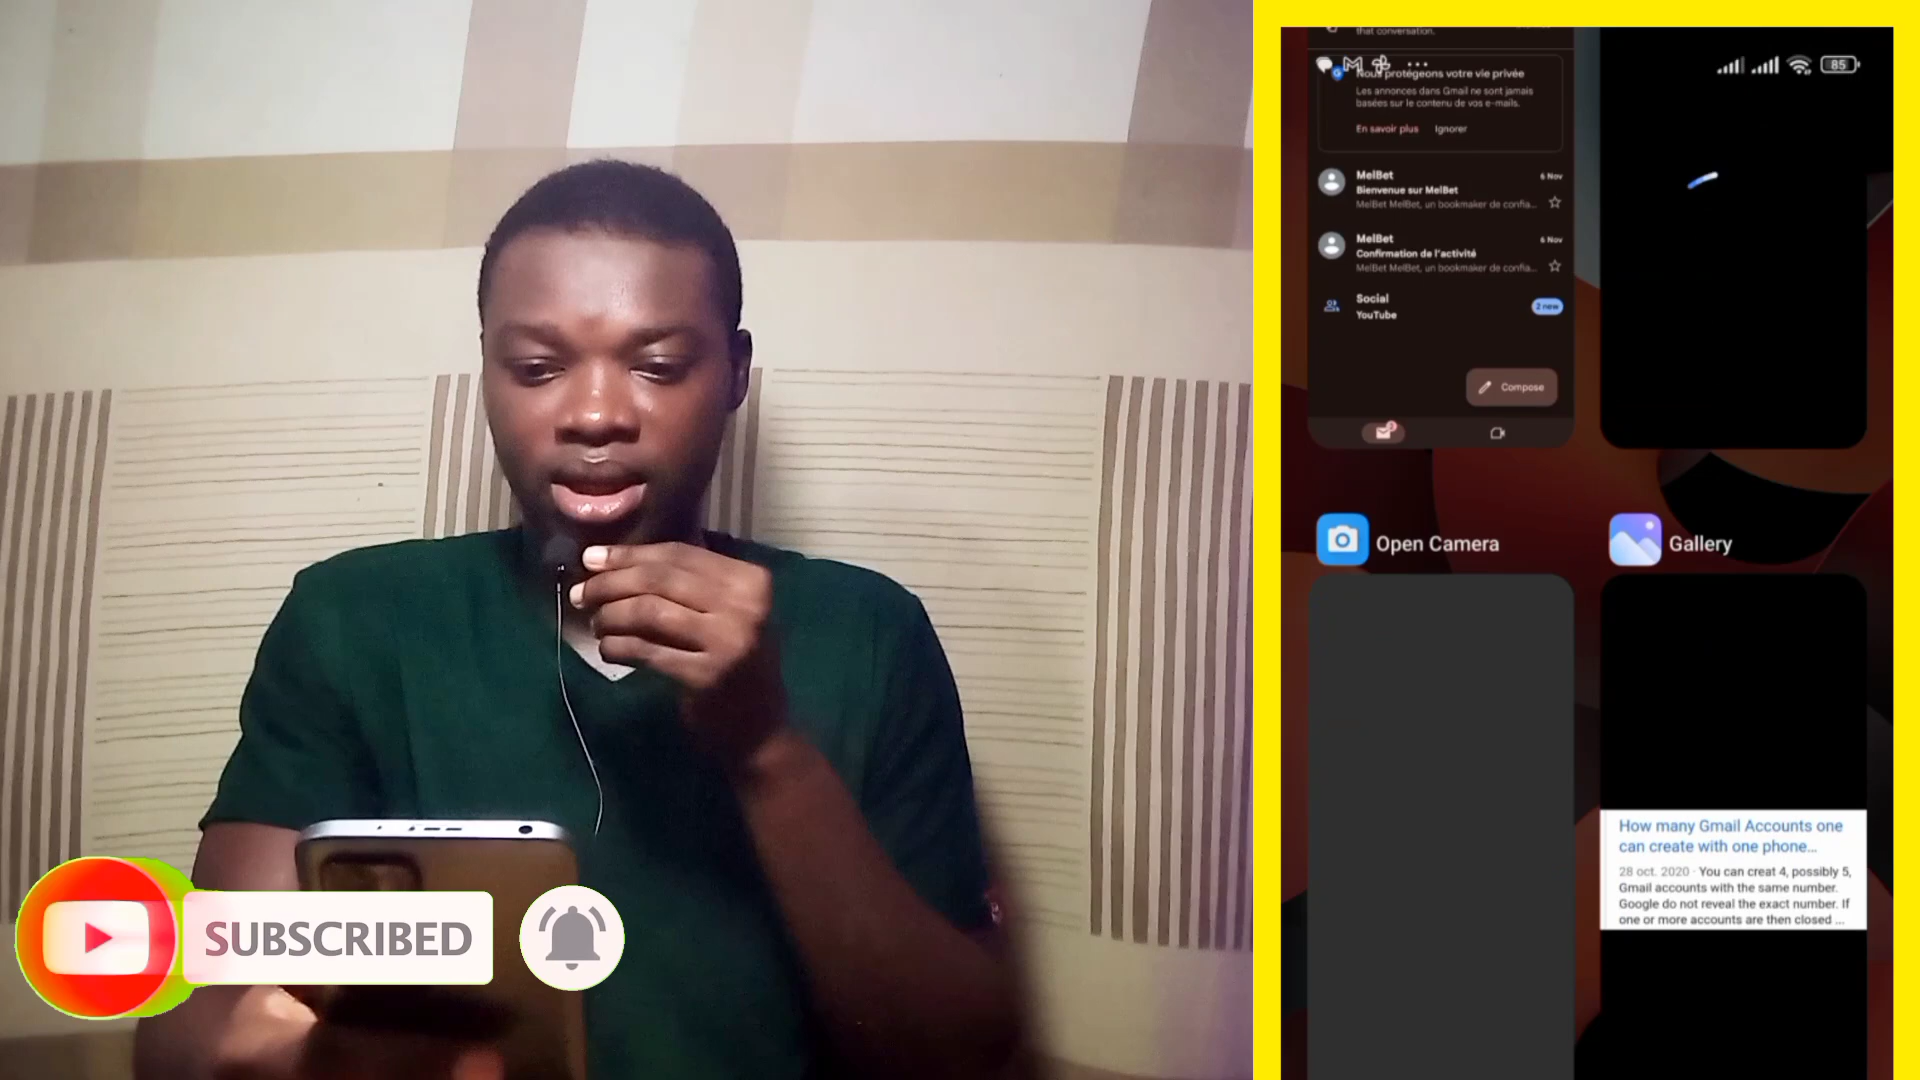 that conversation.
85
Nous protégeons votre vie privée
Les annonces dans Gmail ne sont jamais
basées sur le contenu de vos e-mails.
En savoir plus Ignorer
MelBet 6 Nov
Bienvenue sur MelBet
MelBet MelBet, un bookmaker de confia...
MelBet 6 Nov
Confirmation de l'activité
MelBet MelBet, un bookmaker de confia...
Social
2 new
YouTube
Compose
Open Camera
Gallery
How many Gmail Accounts one
can create with one phone...
28 oct. 2020 · You can creat 4, possibly 5,
Gmail accounts with the same number.
Google do not reveal the exact number. If
one or more accounts are then closed ...
SUBSCRIBED